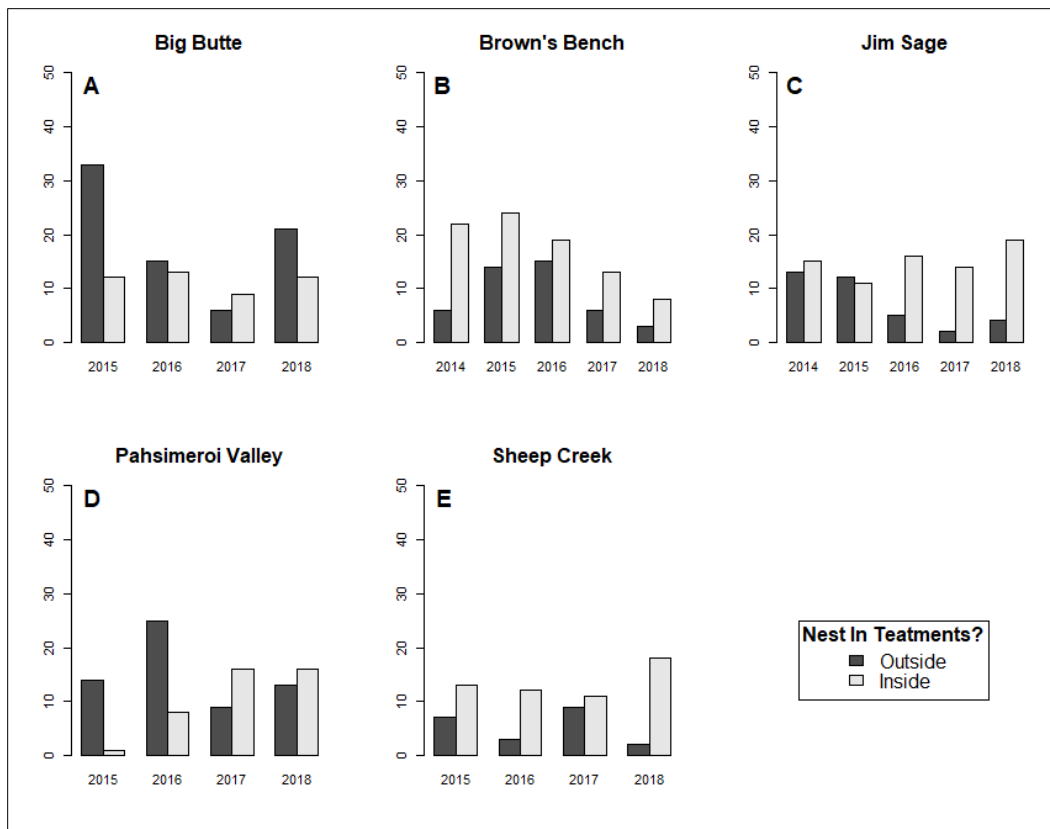 Big Butte
A
50
40
30
20
10
0
2015 2016 2017 2018
Brown's Bench
B
50
40
30
20
10
0
2014 2015 2016 2017 2018
Jim Sage
C
50
40
30
20
10
0
2014 2015 2016 2017 2018
Pahsimeroi Valley
D
50
40
30
20
10
0
2015 2016 2017 2018
Sheep Creek
E
50
40
30
20
10
0
2015 2016 2017 2018
Nest In Teatments?
Outside
Inside